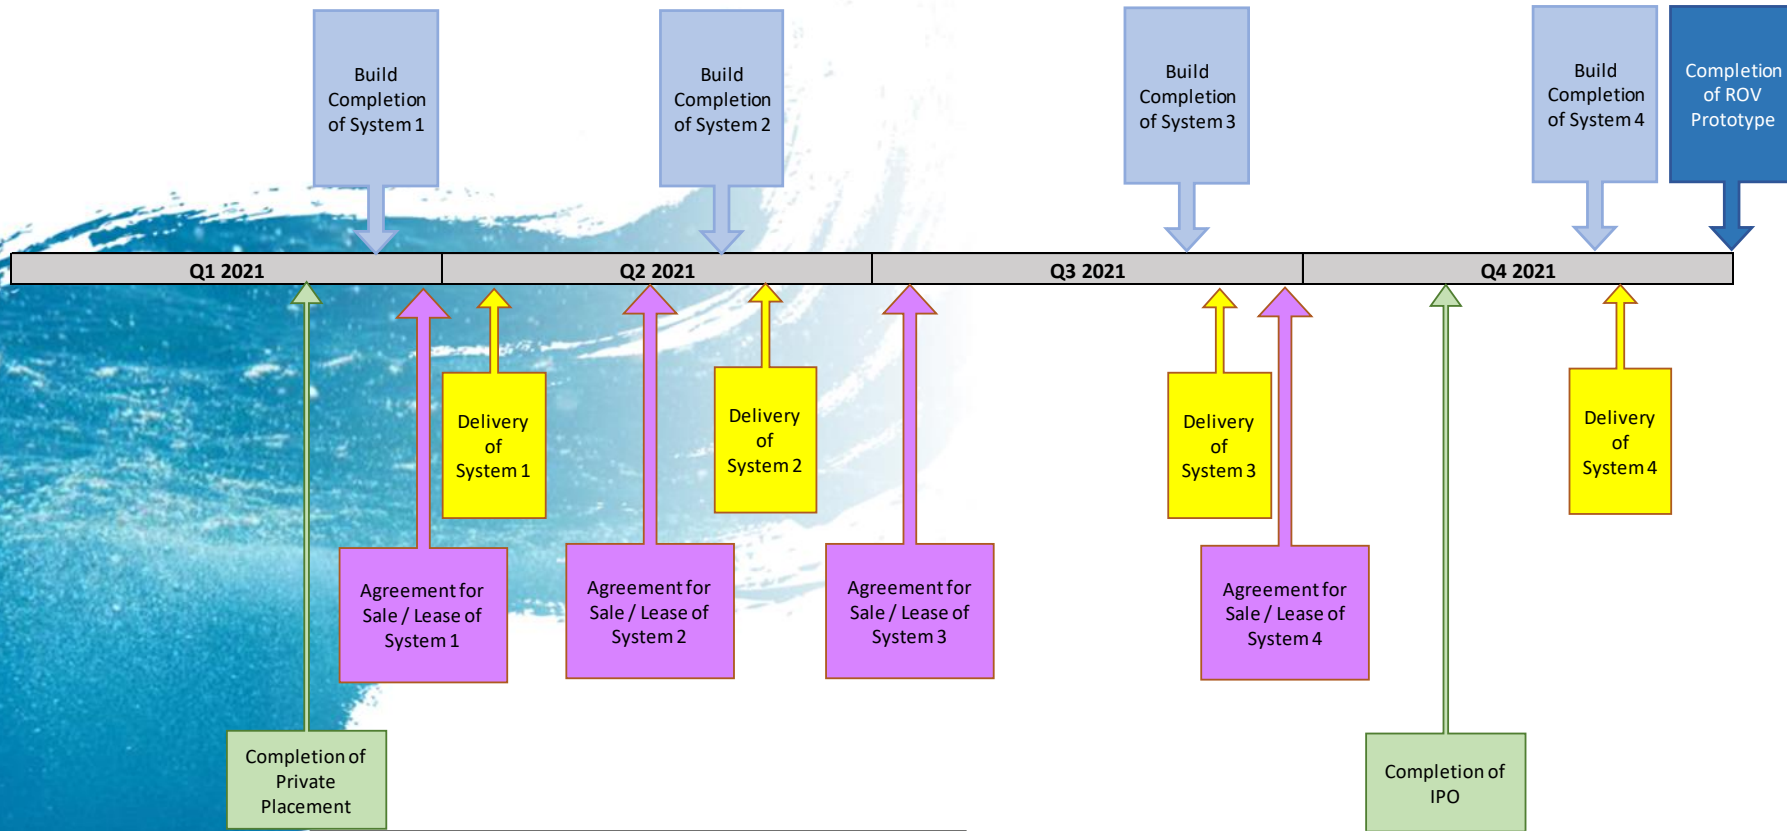 Build
Completion
of System 1
Build
Completion
of System 2
Build
Completion
of System 3
Build
Completion
of System 4
Completion
of ROV
Prototype
Q1 2021
Q2 2021
Q3 2021
Q4 2021
Delivery
of
System 1
Delivery
of
System 2
Delivery
of
System 3
Delivery
of
System 4
Agreement for
Sale / Lease of
System 1
Agreement for
Sale / Lease of
System 2
Agreement for
Sale / Lease of
System 3
Agreement for
Sale / Lease of
System 4
Completion of
Private
Placement
Completion of
IPO